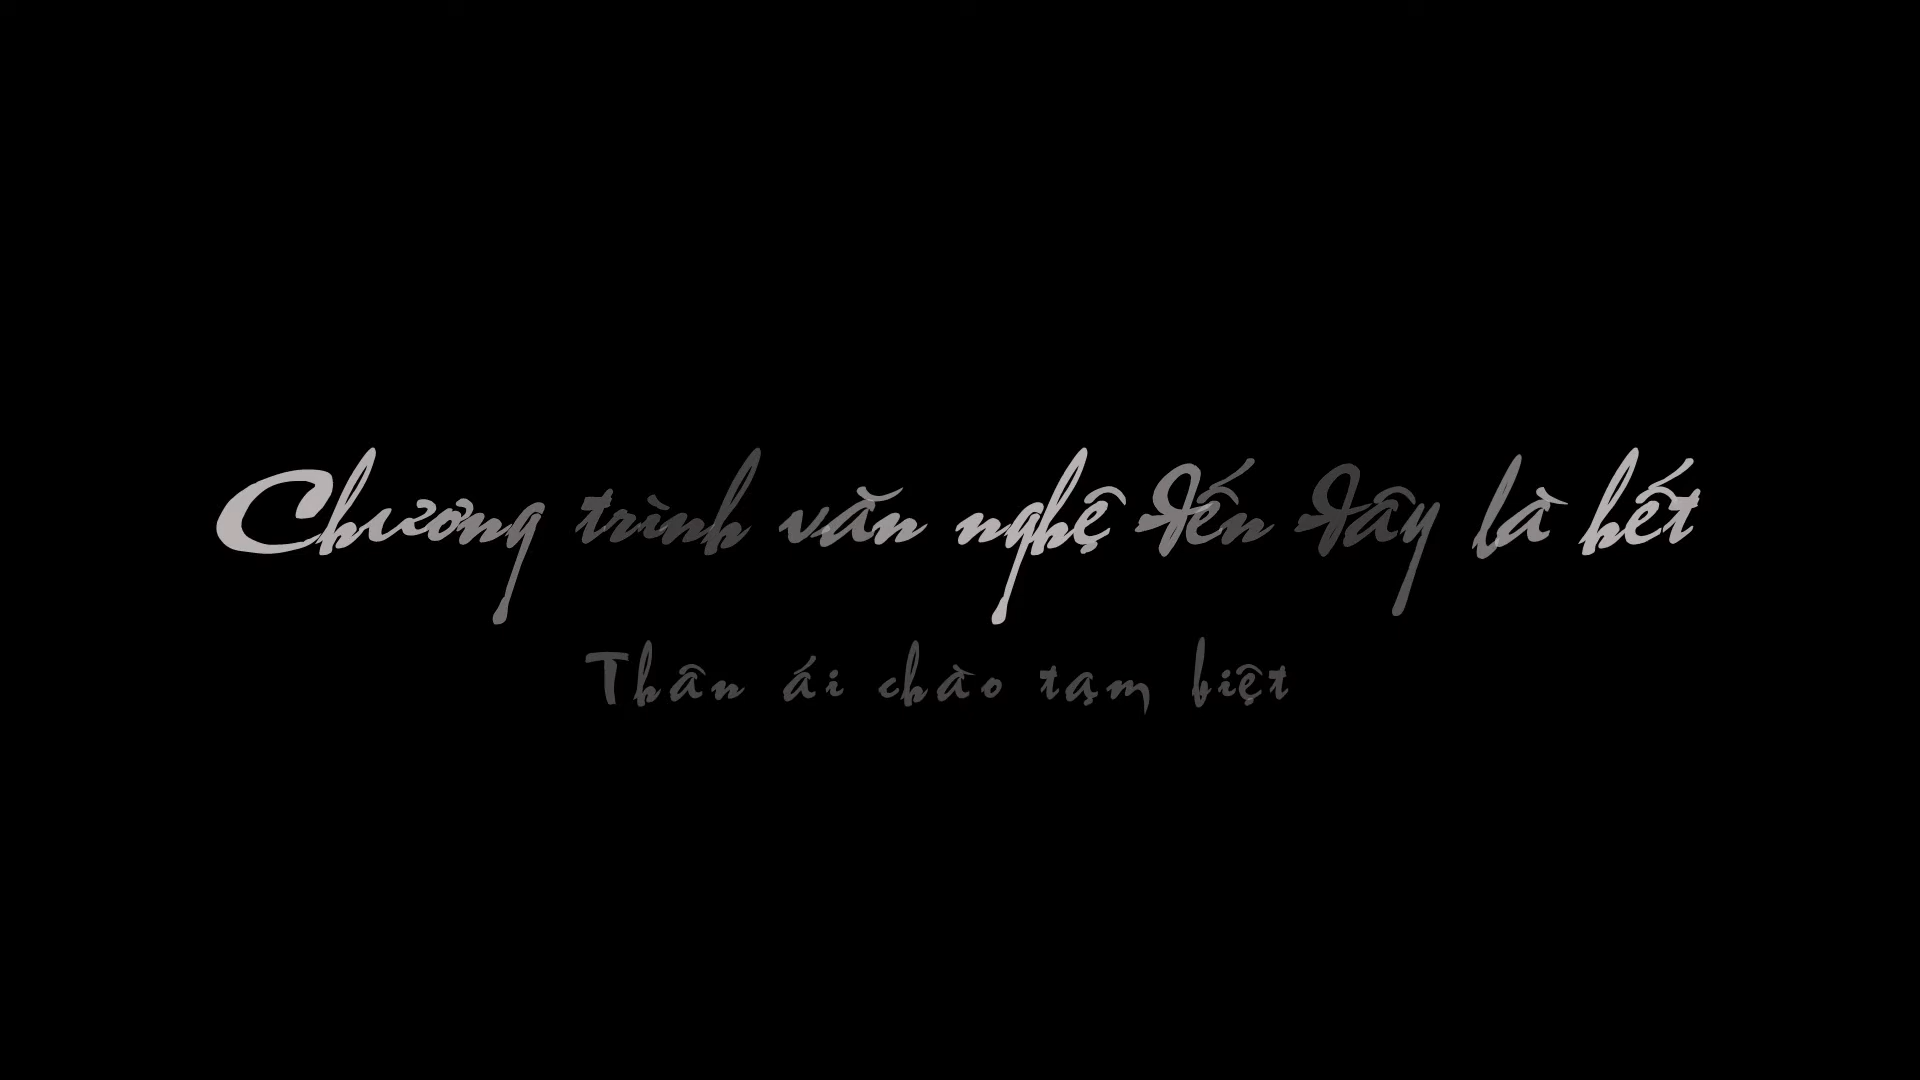 Chương trình văn nghệ đến đây là hết
Thân ái chào tạm biệt